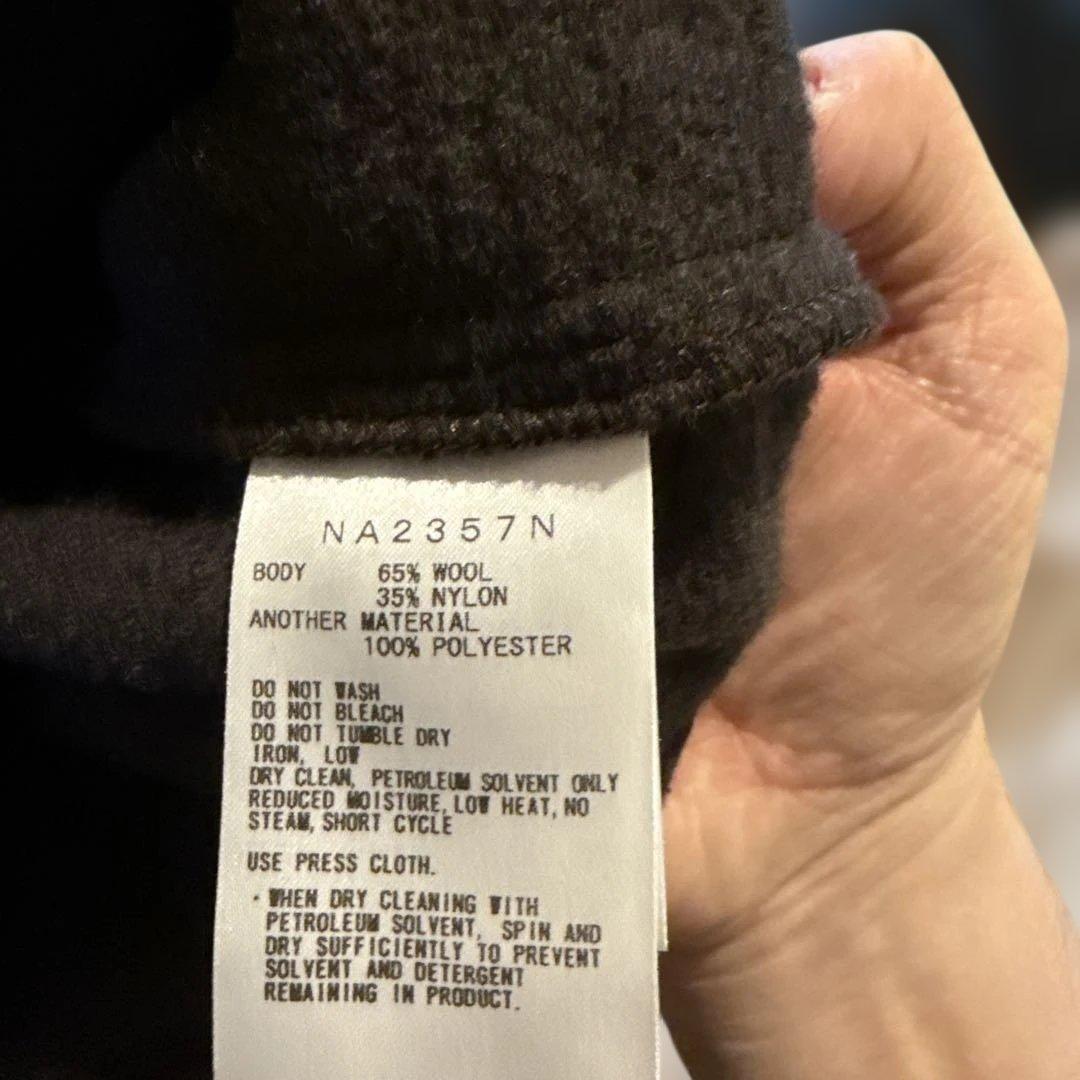 NA2357N
BODY 65% WOOL
35% NYLON
ANOTHER MATERIAL
100% POLYESTER
DO NOT WASH
DO NOT BLEACH
DO NOT TUMBLE DRY
IRON, LOW
DRY CLEAN, PETROLEUM SOLVENT ONLY
REDUCED MOISTURE, LOW HEAT, NO
STEAM, SHORT CYCLE
USE PRESS CLOTH.
・WHEN DRY CLEANING WITH
PETROLEUM SOLVENT, SPIN AND
DRY SUFFICIENTLY TO PREVENT
SOLVENT AND DETERGENT
REMAINING IN PRODUCT.